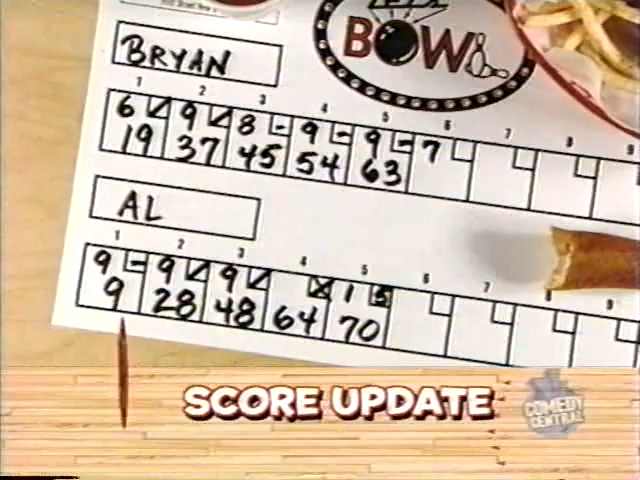 LET'S
BOWL
BRYAN
1 2 3 4 5 6 7 8 9
6 / 9 / 8 - 9 - 9 - 7
19 37 45 54 63
AL
1 2 3 4 5 6 7 8 9
9 - 9 / 9 / X 1 5
9 28 48 64 70
SCORE UPDATE
COMEDY
CENTRAL